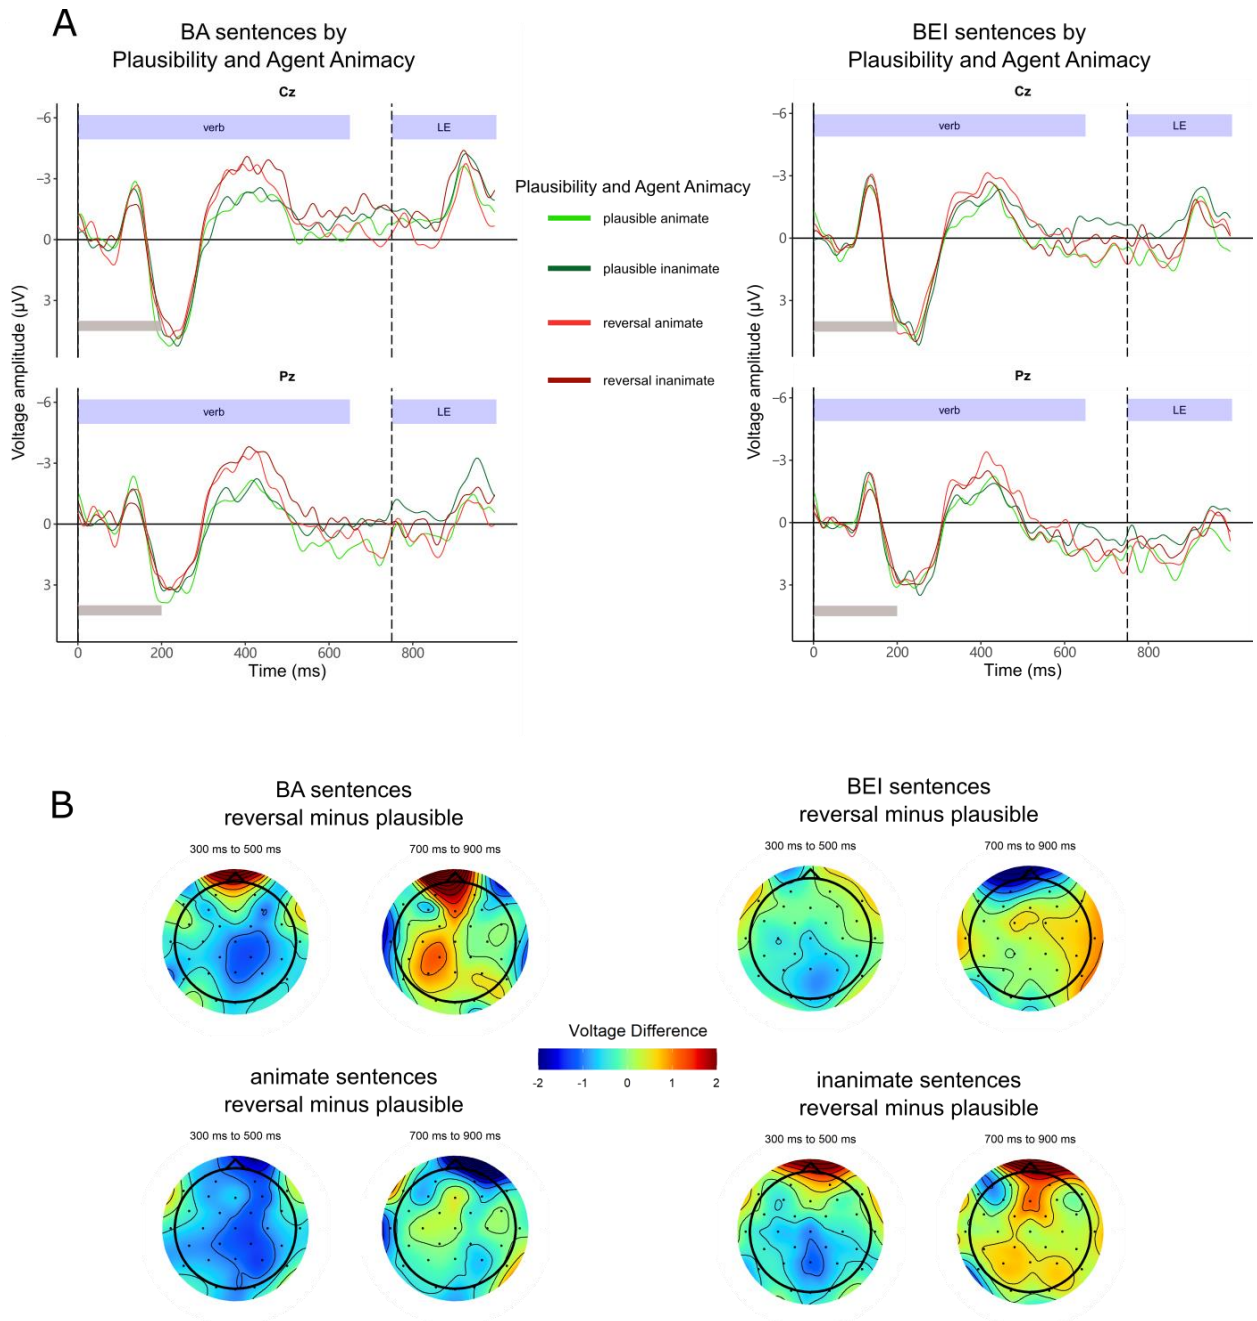 A
BA sentences by
Plausibility and Agent Animacy
Cz
verb
LE
−6
−3
0
3
Pz
verb
LE
−6
−3
0
3
Voltage amplitude (µV)
0
200
400
600
800
Time (ms)
Plausibility and Agent Animacy
plausible animate
plausible inanimate
reversal animate
reversal inanimate
BEI sentences by
Plausibility and Agent Animacy
Cz
verb
LE
−6
−3
0
3
Pz
verb
LE
−6
−3
0
3
Voltage amplitude (µV)
0
200
400
600
800
Time (ms)
B
BA sentences
reversal minus plausible
300 ms to 500 ms
700 ms to 900 ms
BEI sentences
reversal minus plausible
300 ms to 500 ms
700 ms to 900 ms
Voltage Difference
-2
-1
0
1
2
animate sentences
reversal minus plausible
300 ms to 500 ms
700 ms to 900 ms
inanimate sentences
reversal minus plausible
300 ms to 500 ms
700 ms to 900 ms